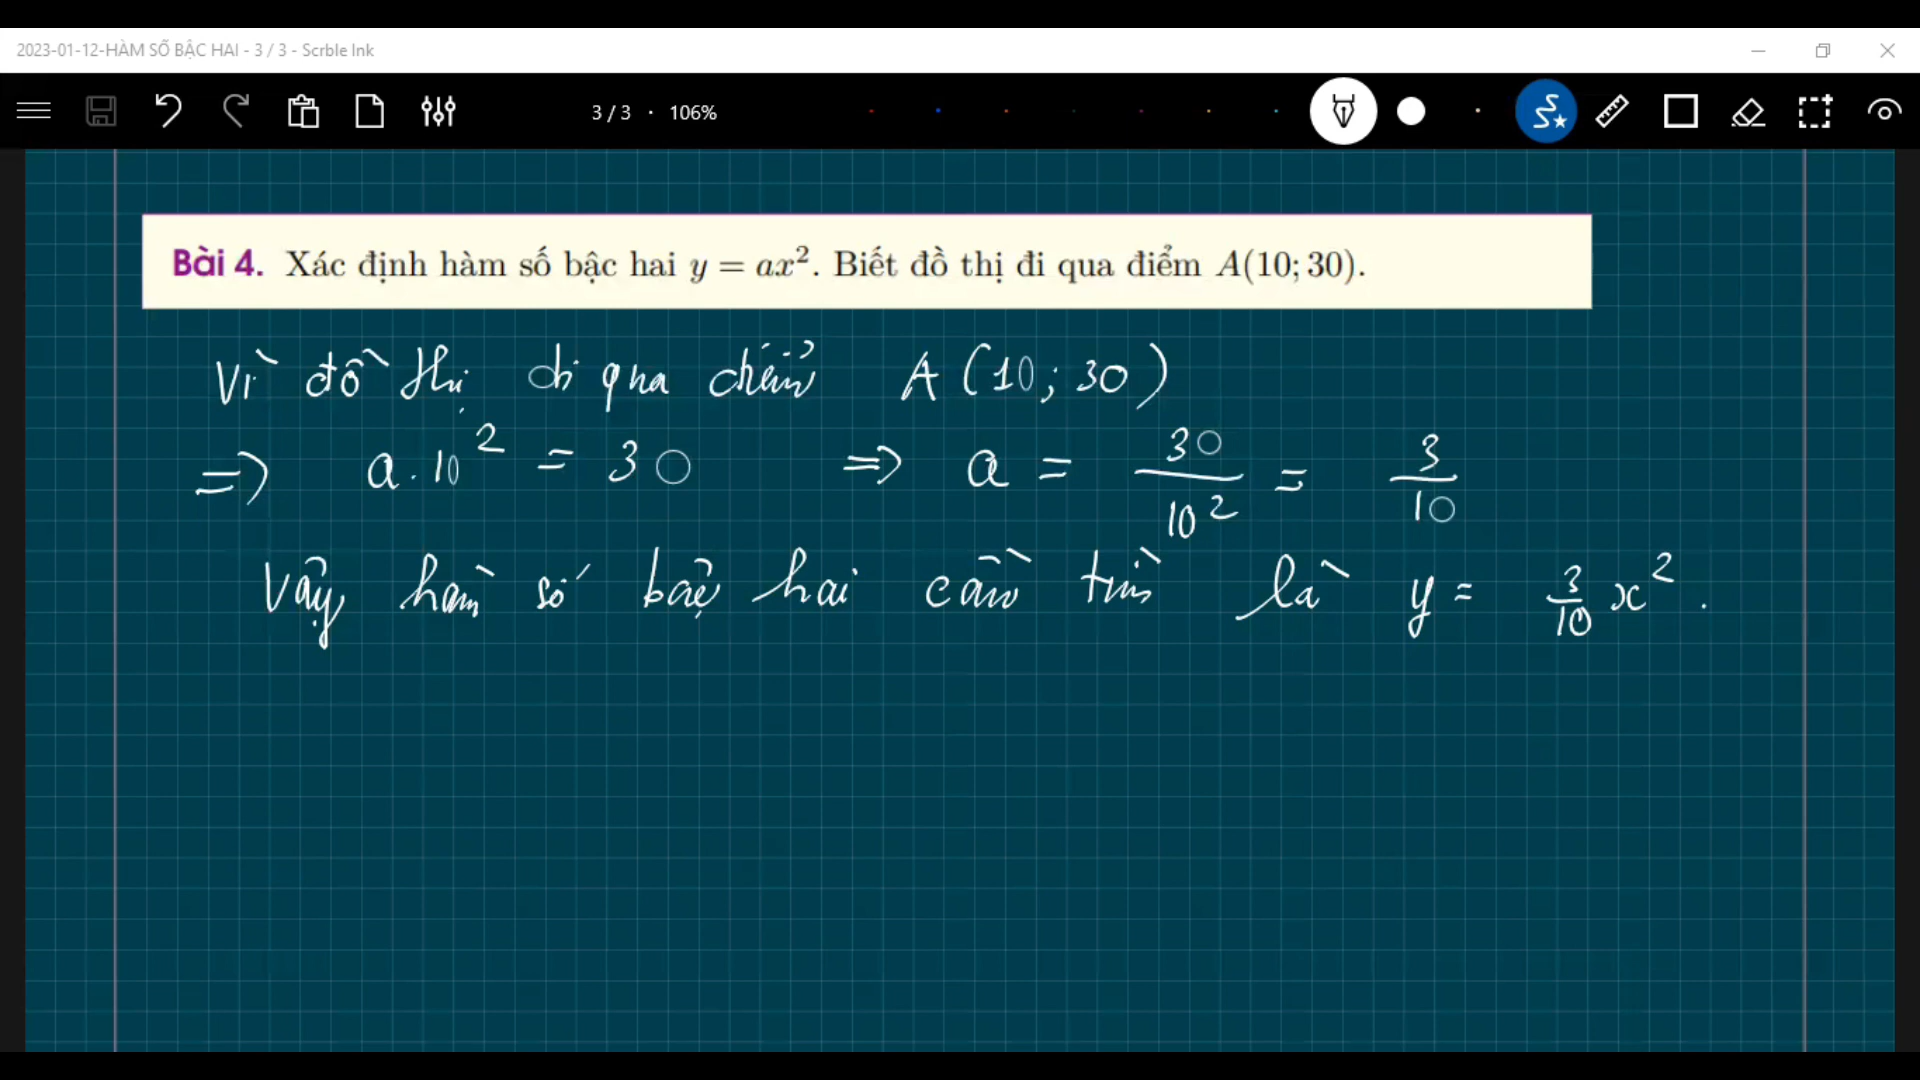 2023-01-12-HÀM SỐ BẬC HAI - 3 / 3 - Scrble Ink
3 / 3 · 106%
Bài 4. Xác định hàm số bậc hai y = ax². Biết đồ thị đi qua điểm A(10; 30).
Vì đồ thị đi qua điểm A (10; 30)
=> a . 10² = 30 => a = 30/10² = 3/10
Vậy hàm số bậc hai cần tìm là y = 3/10 x² .